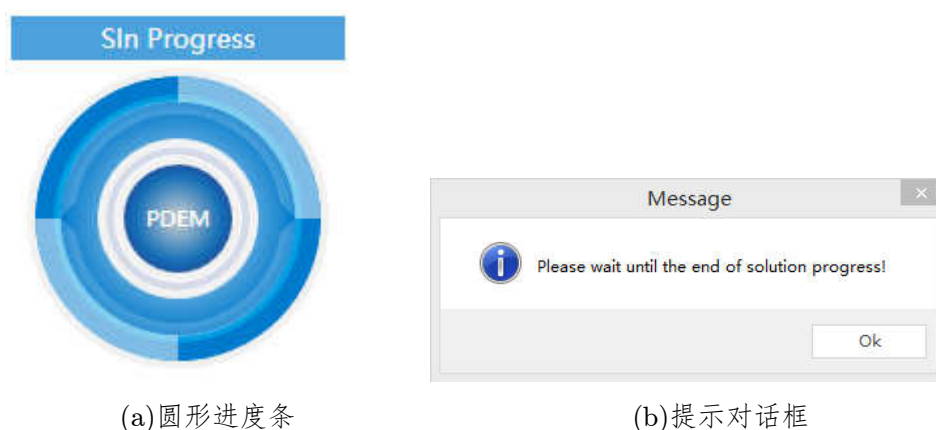 Sln Progress
PDEM
Message
Please wait until the end of solution progress!
Ok
(a)圆形进度条
(b)提示对话框